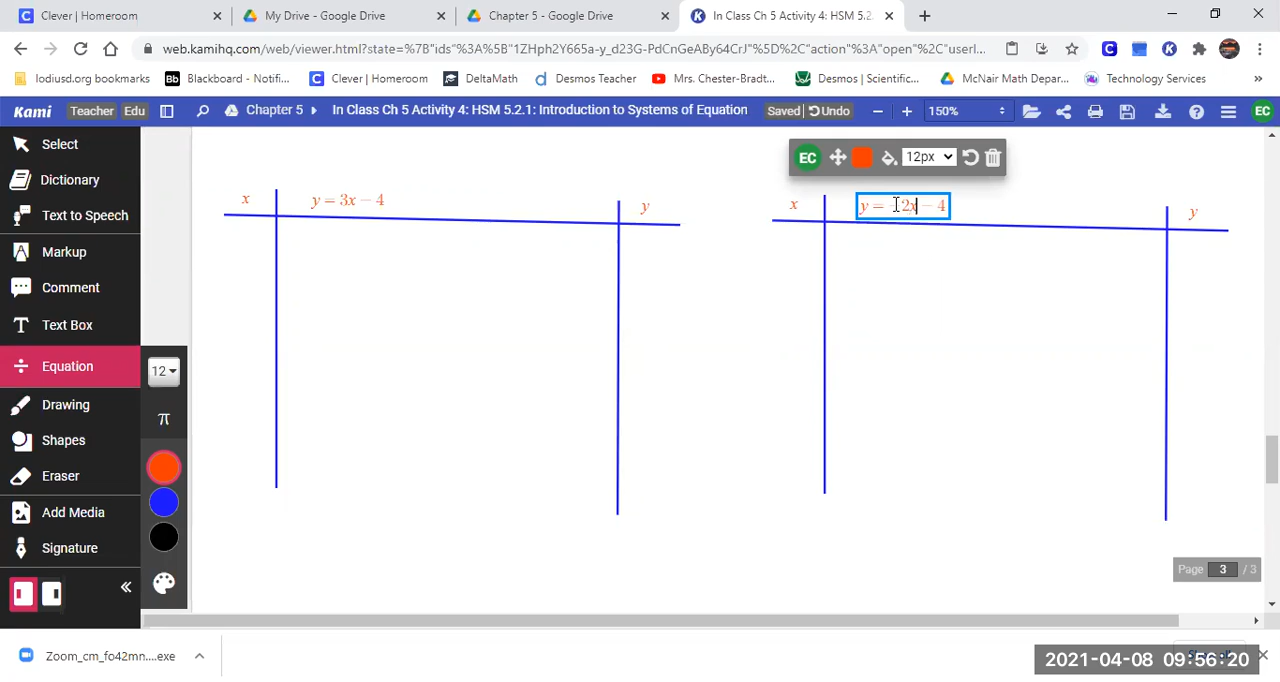 Clever | Homeroom
My Drive - Google Drive
Chapter 5 - Google Drive
In Class Ch 5 Activity 4: HSM 5.2.
web.kamihq.com/web/viewer.html?state=%7B"ids"%3A%5B"1ZHph2Y665a-y_d23G-PdCnGeABy64CrJ"%5D%2C"action"%3A"open"%2C"userI...
lodiusd.org bookmarks
Blackboard - Notifi...
Clever | Homeroom
DeltaMath
Desmos Teacher
Mrs. Chester-Bradt...
Desmos | Scientific...
McNair Math Depar...
Technology Services
Kami Teacher Edu
Chapter 5
In Class Ch 5 Activity 4: HSM 5.2.1: Introduction to Systems of Equation
Saved | Undo
150%
EC
Select
Dictionary
Text to Speech
Markup
Comment
Text Box
Equation
Drawing
Shapes
Eraser
Add Media
Signature
12
π
EC 12px
x y = 3x − 4 y
x y = −2x − 4 y
Page 3 / 3
Zoom_cm_fo42mn....exe
2021-04-08 09:56:20